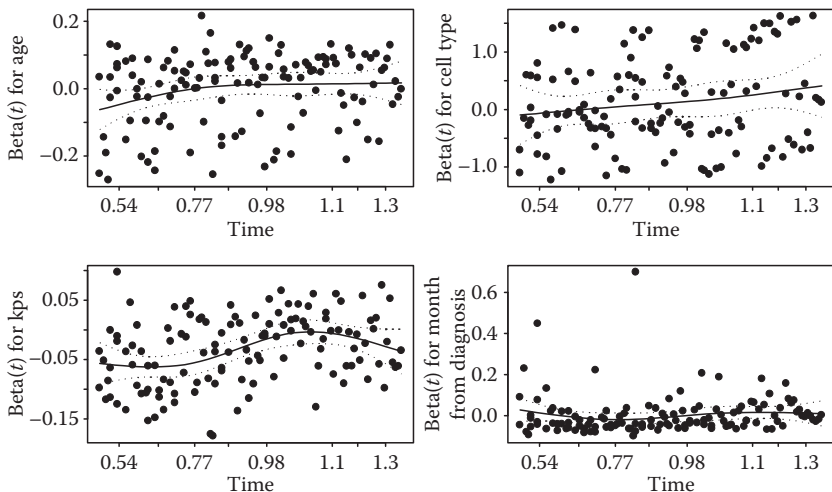 Beta(t) for age
0.2
0.0
−0.2
0.54 0.77 0.98 1.1 1.3
Time
Beta(t) for cell type
1.0
0.0
−1.0
0.54 0.77 0.98 1.1 1.3
Time
Beta(t) for kps
0.05
−0.05
−0.15
0.54 0.77 0.98 1.1 1.3
Time
Beta(t) for month
from diagnosis
0.6
0.4
0.2
0.0
0.54 0.77 0.98 1.1 1.3
Time